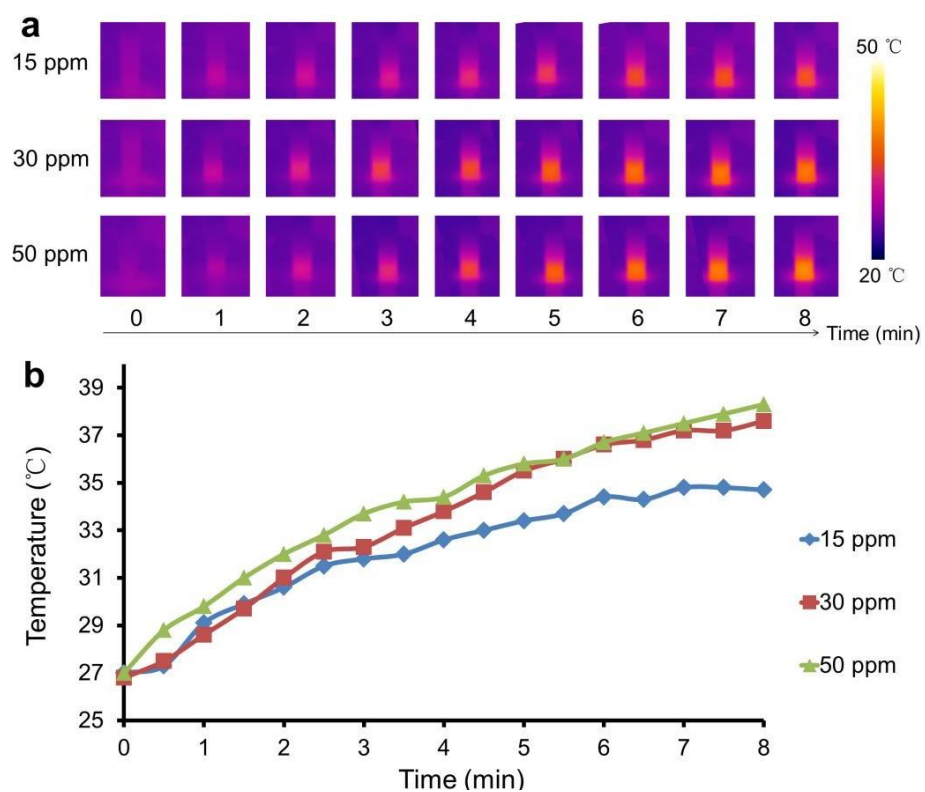 a
15 ppm
30 ppm
50 ppm
50 ℃
20 ℃
0 1 2 3 4 5 6 7 8
Time (min)
b
39
37
35
33
31
29
27
25
Temperature (℃)
0 1 2 3 4 5 6 7 8
Time (min)
15 ppm
30 ppm
50 ppm